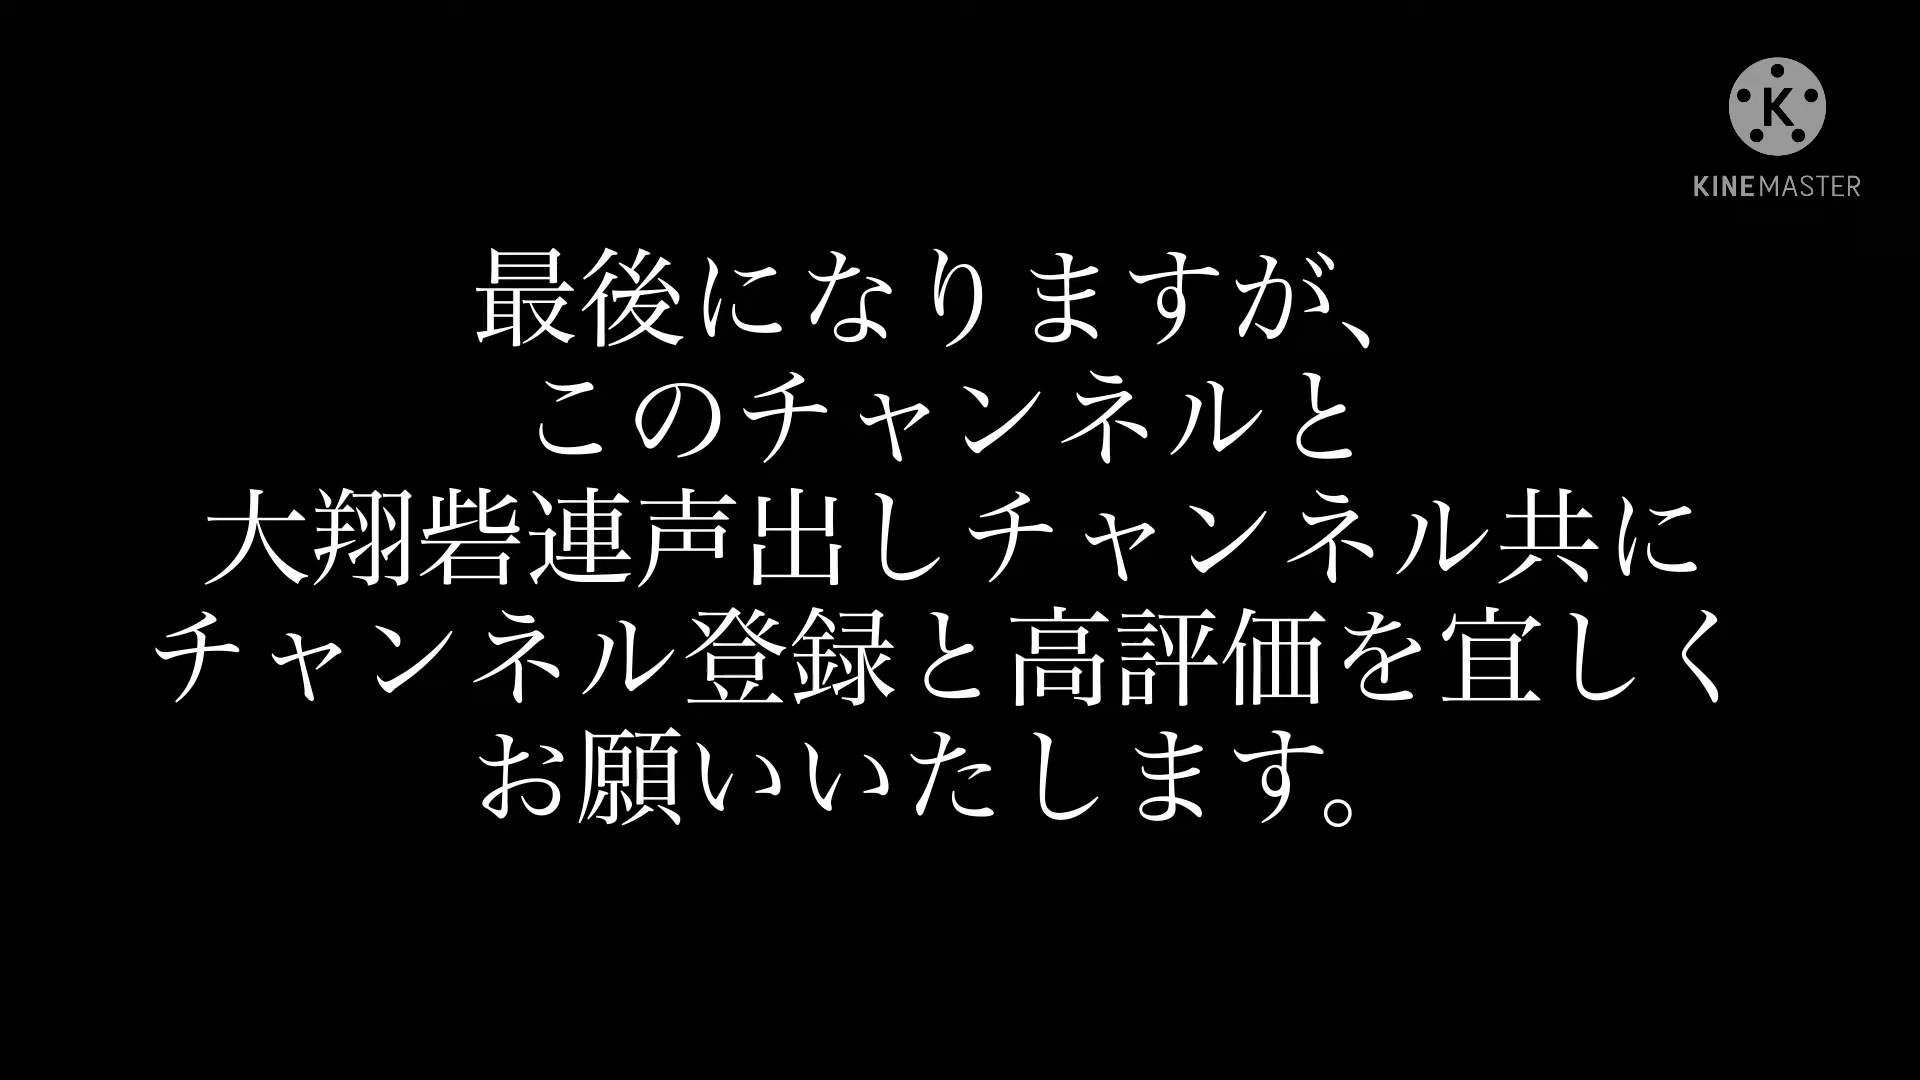 KINEMASTER
最後になりますが、
このチャンネルと
大翔砦連声出しチャンネル共に
チャンネル登録と高評価を宜しく
お願いいたします。